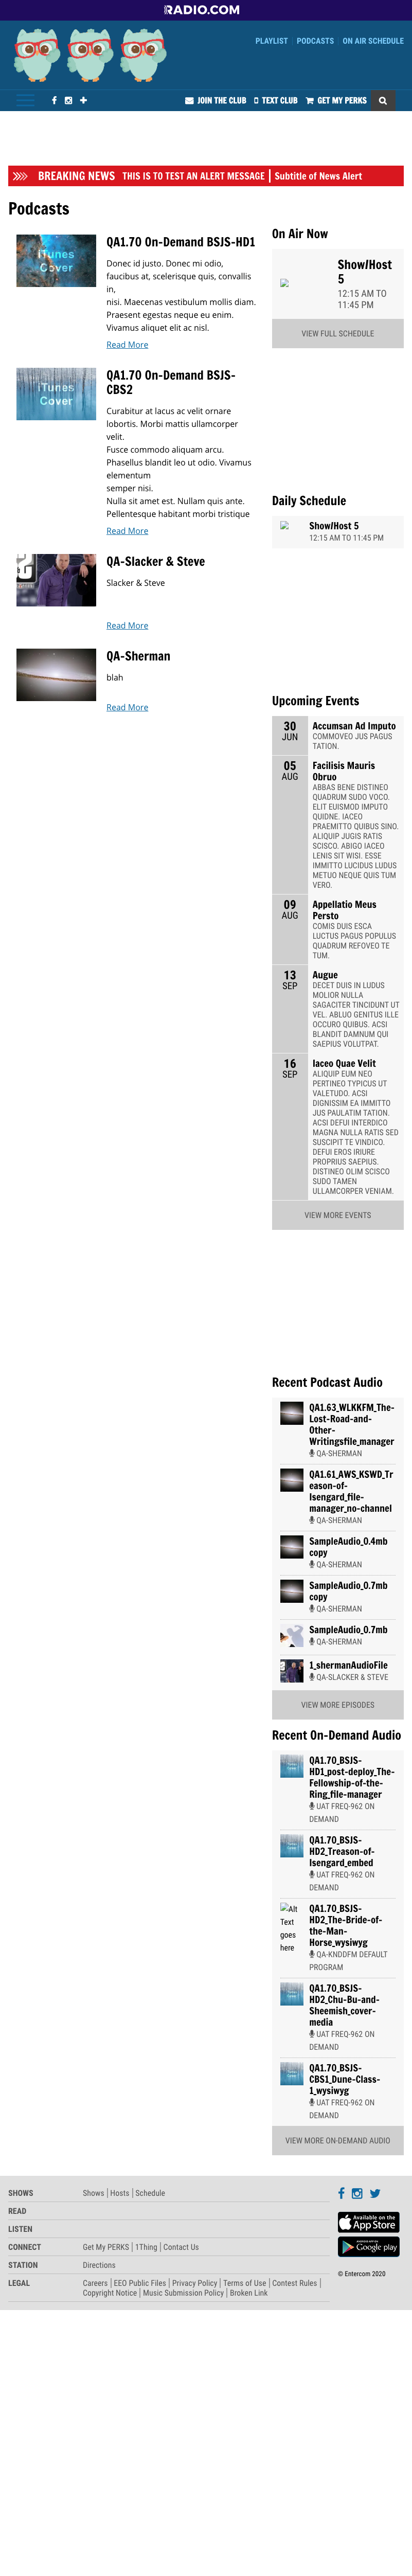 RADIO.COM
PLAYLIST PODCASTS ON AIR SCHEDULE
JOIN THE CLUB TEXT CLUB GET MY PERKS
BREAKING NEWS THIS IS TO TEST AN ALERT MESSAGE | Subtitle of News Alert
Podcasts
iTunes
Cover
QA1.70 On-Demand BSJS-HD1
Donec id justo. Donec mi odio,
faucibus at, scelerisque quis, convallis
in,
nisi. Maecenas vestibulum mollis diam.
Praesent egestas neque eu enim.
Vivamus aliquet elit ac nisl.
Read More
iTunes
Cover
QA1.70 On-Demand BSJS-
CBS2
Curabitur at lacus ac velit ornare
lobortis. Morbi mattis ullamcorper
velit.
Fusce commodo aliquam arcu.
Phasellus blandit leo ut odio. Vivamus
elementum
semper nisi.
Nulla sit amet est. Nullam quis ante.
Pellentesque habitant morbi tristique
Read More
QA-Slacker & Steve
Slacker & Steve
Read More
QA-Sherman
blah
Read More
On Air Now
Show/Host
5
12:15 AM TO
11:45 PM
VIEW FULL SCHEDULE
Daily Schedule
Show/Host 5
12:15 AM TO 11:45 PM
Upcoming Events
30
JUN
Accumsan Ad Imputo
COMMOVEO JUS PAGUS
TATION.
05
AUG
Facilisis Mauris
Obruo
ABBAS BENE DISTINEO
QUADRUM SUDO VOCO.
ELIT EUISMOD IMPUTO
QUIDNE. IACEO
PRAEMITTO QUIBUS SINO.
ALIQUIP JUGIS RATIS
SCISCO. ABIGO IACEO
LENIS SIT WISI. ESSE
IMMITTO LUCIDUS LUDUS
METUO NEQUE QUIS TUM
VERO.
09
AUG
Appellatio Meus
Persto
COMIS DUIS ESCA
LUCTUS PAGUS POPULUS
QUADRUM REFOVEO TE
TUM.
13
SEP
Augue
DECET DUIS IN LUDUS
MOLIOR NULLA
SAGACITER TINCIDUNT UT
VEL. ABLUO GENITUS ILLE
OCCURO QUIBUS. ACSI
BLANDIT DAMNUM QUI
SAEPIUS VOLUTPAT.
16
SEP
Iaceo Quae Velit
ALIQUIP EUM NEO
PERTINEO TYPICUS UT
VALETUDO. ACSI
DIGNISSIM EA IMMITTO
JUS PAULATIM TATION.
ACSI DEFUI INTERDICO
MAGNA NULLA RATIS SED
SUSCIPIT TE VINDICO.
DEFUI EROS IRIURE
PROPRIUS SAEPIUS.
DISTINEO OLIM SCISCO
SUDO TAMEN
ULLAMCORPER VENIAM.
VIEW MORE EVENTS
Recent Podcast Audio
QA1.63_WLKKFM_The-
Lost-Road-and-
Other-
Writingsfile_manager
QA-SHERMAN
QA1.61_AWS_KSWD_Tr
eason-of-
Isengard_file-
manager_no-channel
QA-SHERMAN
SampleAudio_0.4mb
copy
QA-SHERMAN
SampleAudio_0.7mb
copy
QA-SHERMAN
SampleAudio_0.7mb
QA-SHERMAN
1_shermanAudioFile
QA-SLACKER & STEVE
VIEW MORE EPISODES
Recent On-Demand Audio
QA1.70_BSJS-
HD1_post-deploy_The-
Fellowship-of-the-
Ring_file-manager
UAT FREQ-962 ON
DEMAND
QA1.70_BSJS-
HD2_Treason-of-
Isengard_embed
UAT FREQ-962 ON
DEMAND
Alt
Text
goes
here
QA1.70_BSJS-
HD2_The-Bride-of-
the-Man-
Horse_wysiwyg
QA-KNDDFM DEFAULT
PROGRAM
QA1.70_BSJS-
HD2_Chu-Bu-and-
Sheemish_cover-
media
UAT FREQ-962 ON
DEMAND
QA1.70_BSJS-
CBS1_Dune-Class-
1_wysiwyg
UAT FREQ-962 ON
DEMAND
VIEW MORE ON-DEMAND AUDIO
SHOWS Shows | Hosts | Schedule
READ
LISTEN
CONNECT Get My PERKS | 1Thing | Contact Us
STATION Directions
LEGAL Careers | EEO Public Files | Privacy Policy | Terms of Use | Contest Rules |
Copyright Notice | Music Submission Policy | Broken Link
Available on the
App Store
ANDROID APP ON
Google play
© Entercom 2020